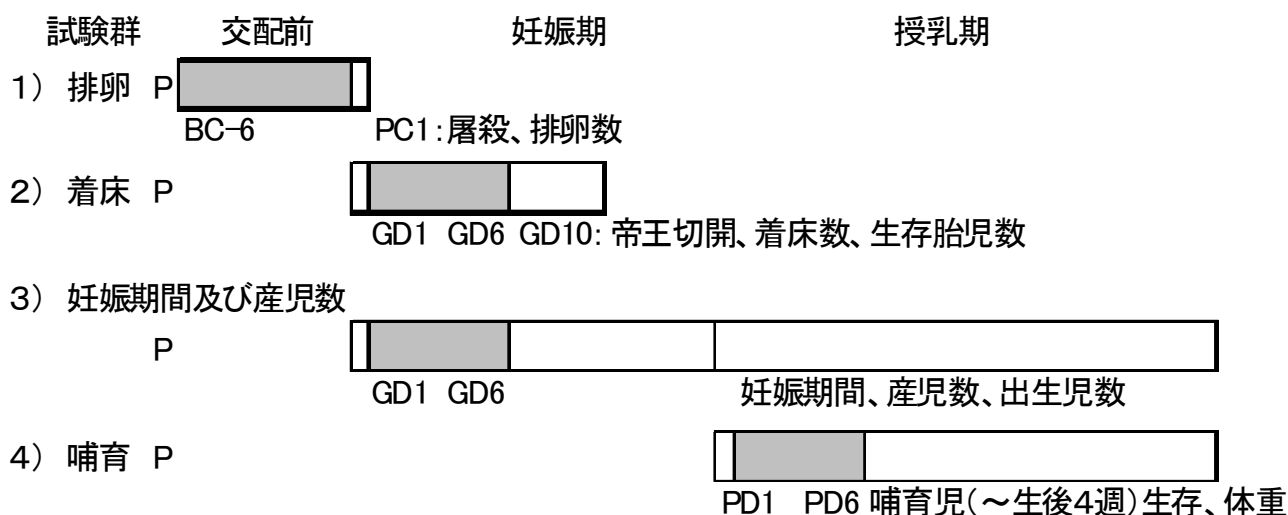 試験群 交配前 妊娠期 授乳期
1) 排卵 P
BC-6 PC1:屠殺、排卵数
2) 着床 P
GD1 GD6 GD10: 帝王切開、着床数、生存胎児数
3) 妊娠期間及び産児数
P
GD1 GD6 妊娠期間、産児数、出生児数
4) 哺育 P
PD1 PD6 哺育児(~生後4週)生存、体重